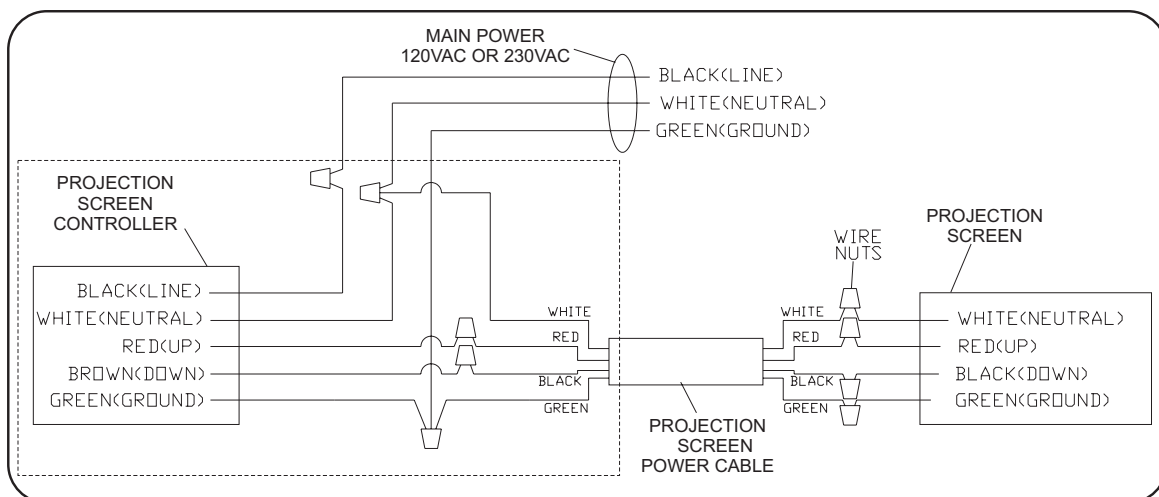 MAIN POWER
120VAC OR 230VAC
BLACK(LINE)
WHITE(NEUTRAL)
GREEN(GROUND)
PROJECTION
SCREEN
CONTROLLER
BLACK(LINE)
WHITE(NEUTRAL)
RED(UP)
BROWN(DOWN)
GREEN(GROUND)
WHITE
RED
BLACK
GREEN
PROJECTION
SCREEN
POWER CABLE
WHITE
RED
BLACK
GREEN
WIRE
NUTS
PROJECTION
SCREEN
WHITE(NEUTRAL)
RED(UP)
BLACK(DOWN)
GREEN(GROUND)